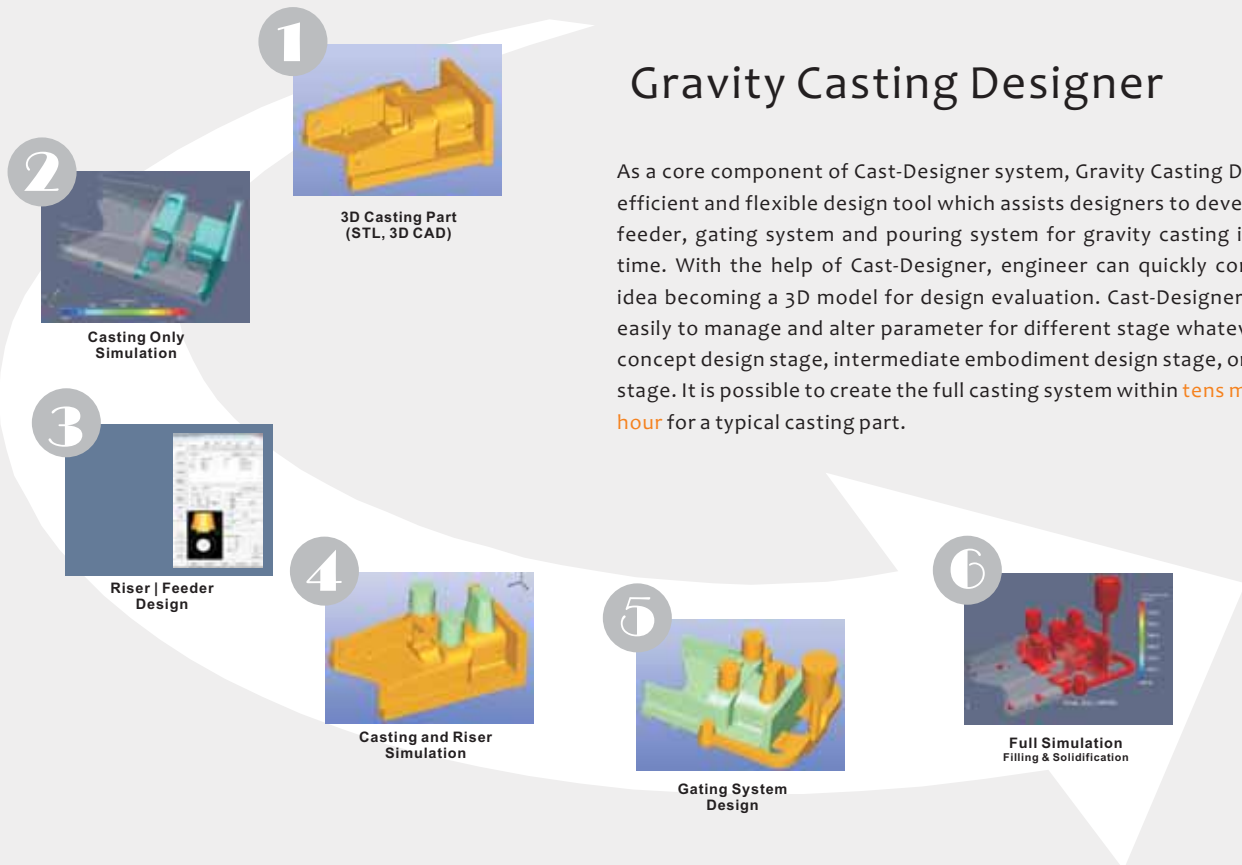 Gravity Casting Designer
As a core component of Cast-Designer system, Gravity Casting D
efficient and flexible design tool which assists designers to deve
feeder, gating system and pouring system for gravity casting i
time. With the help of Cast-Designer, engineer can quickly co
idea becoming a 3D model for design evaluation. Cast-Designer
easily to manage and alter parameter for different stage whatev
concept design stage, intermediate embodiment design stage, or
stage. It is possible to create the full casting system within tens m
hour for a typical casting part.
1
3D Casting Part
(STL, 3D CAD)
2
Casting Only
Simulation
3
Riser | Feeder
Design
4
Casting and Riser
Simulation
5
Gating System
Design
6
Full Simulation
Filling & Solidification